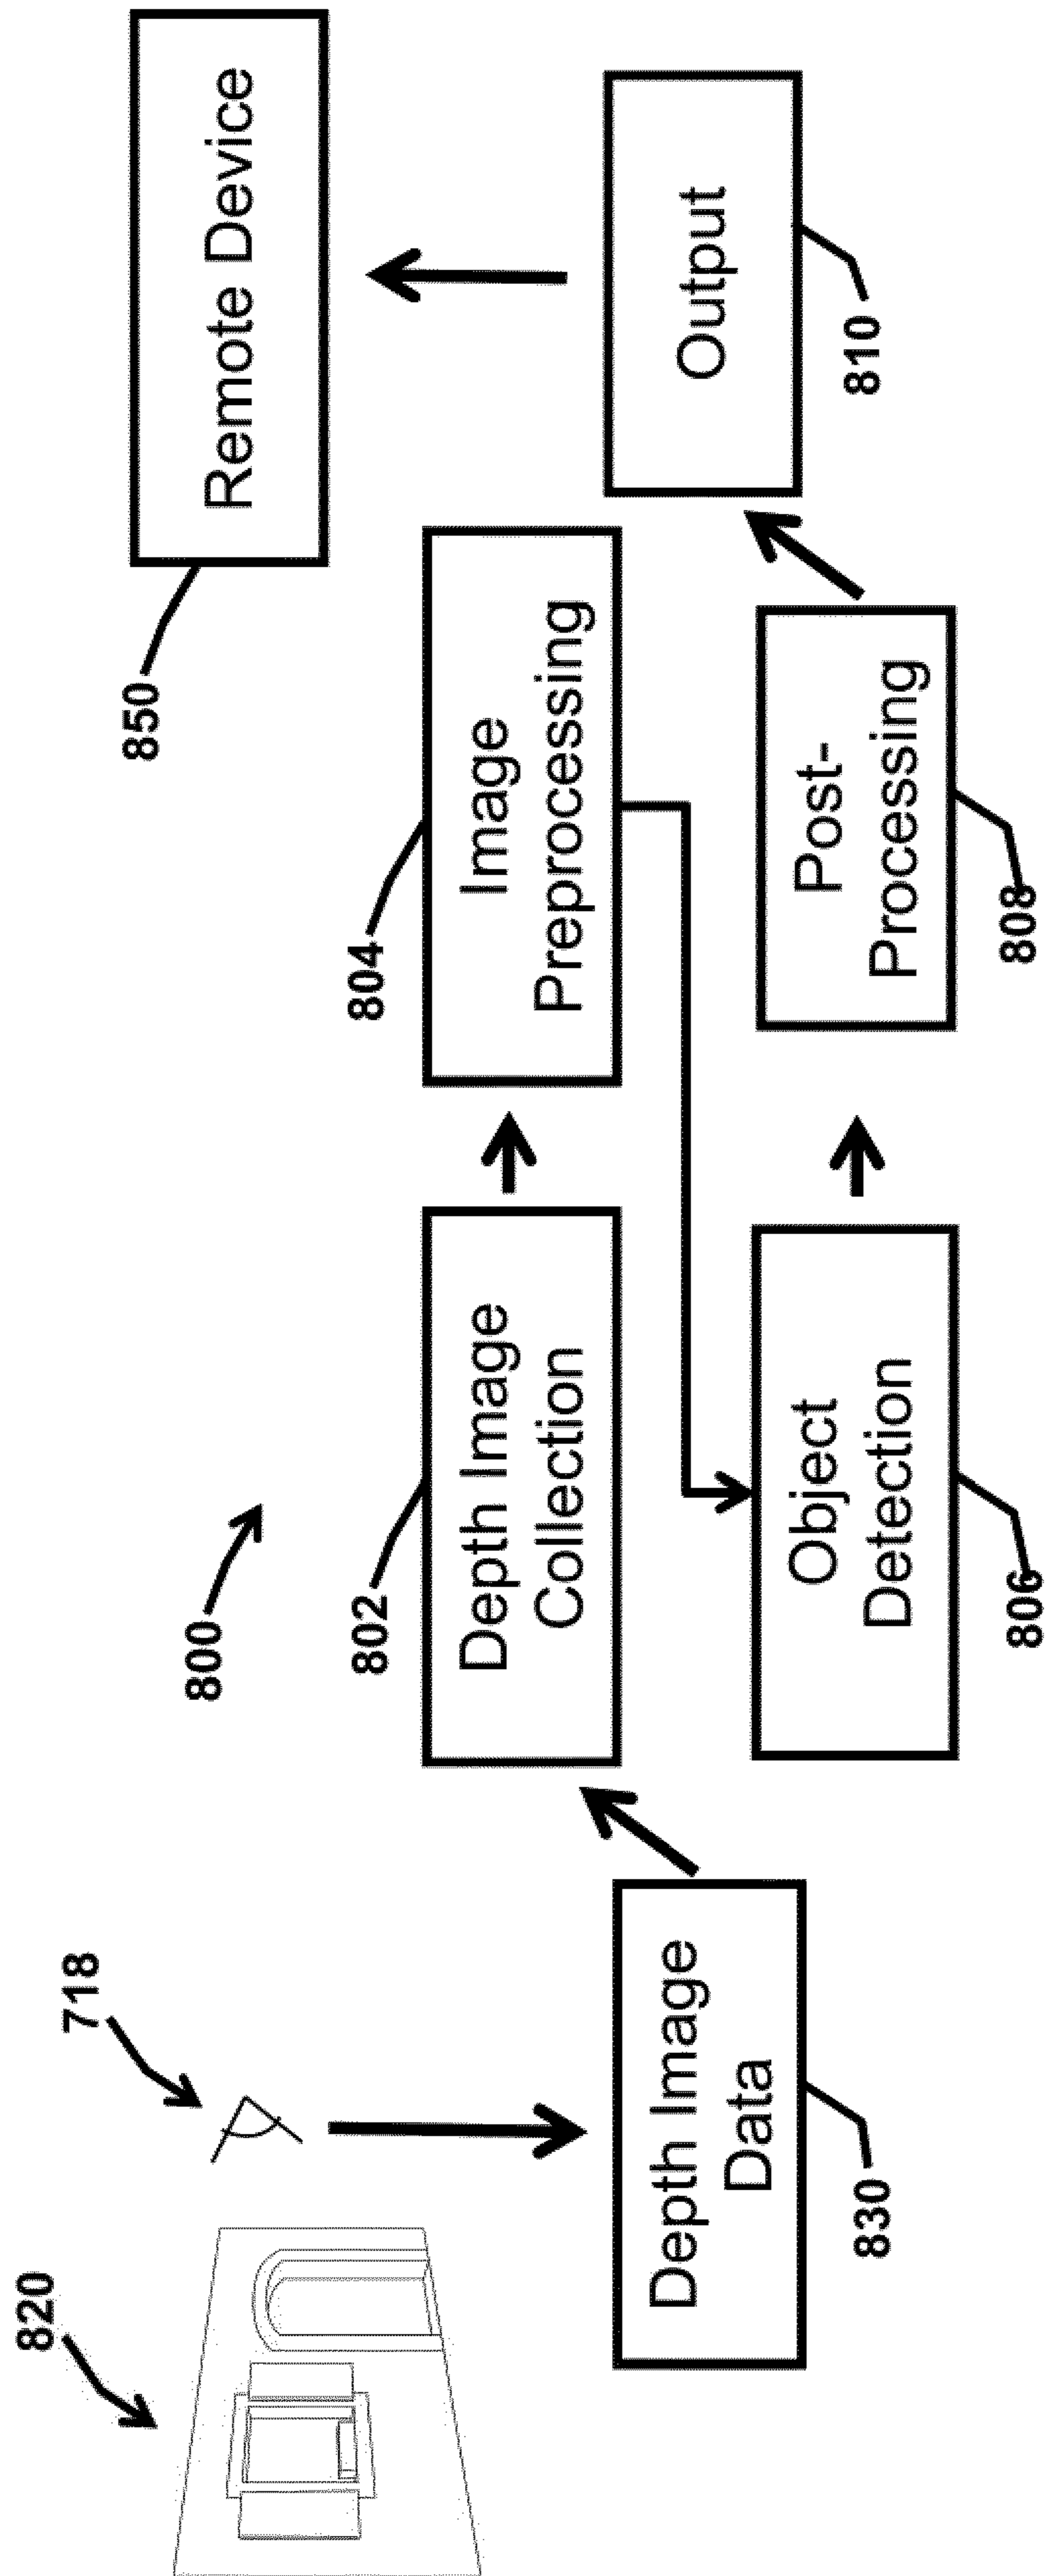 820
718
800
850
Depth Image
Data
830
802
Depth Image
Collection
804
Image
Preprocessing
Object
Detection
806
Post-
Processing
808
Output
810
Remote Device